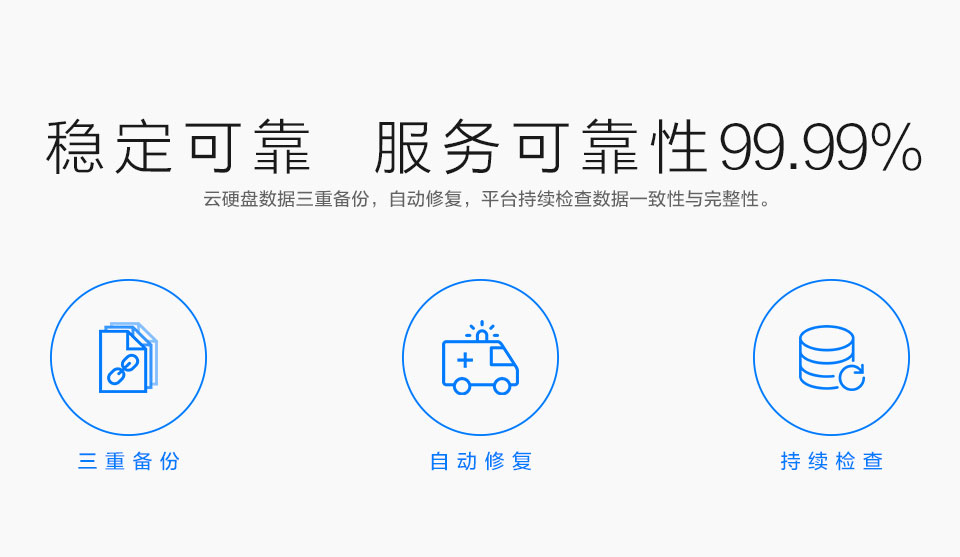 稳定可靠 服务可靠性99.99%
云硬盘数据三重备份，自动修复，平台持续检查数据一致性与完整性。
三重备份
自动修复
持续检查